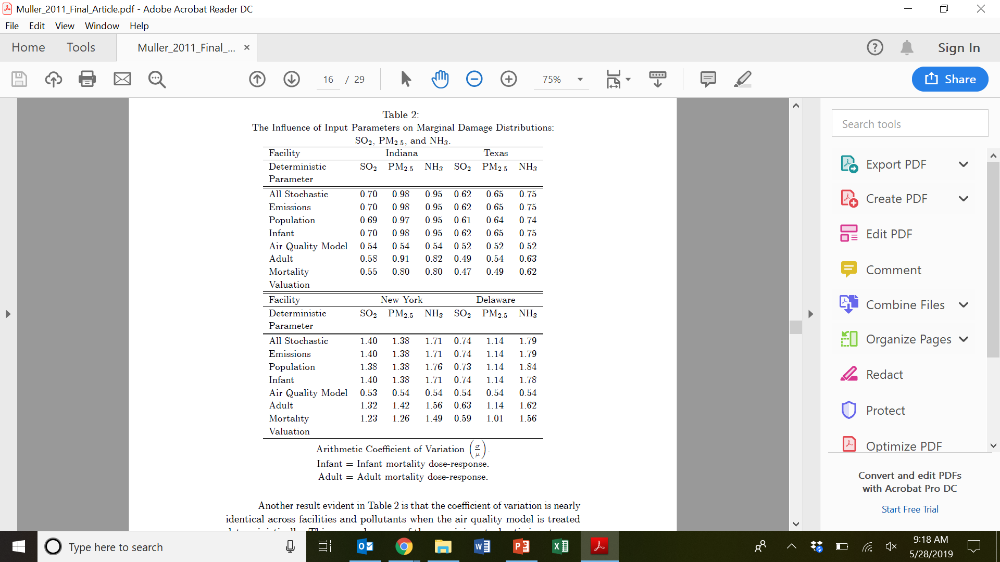 Muller_2011_Final_Article.pdf - Adobe Acrobat Reader DC
File Edit View Window Help
Home Tools Muller_2011_Final_... × Sign In
16 / 29 75% Share
Table 2:
The Influence of Input Parameters on Marginal Damage Distributions:
SO₂, PM₂.₅, and NH₃.
Facility Indiana Texas
Deterministic SO₂ PM₂.₅ NH₃ SO₂ PM₂.₅ NH₃
Parameter
All Stochastic 0.70 0.98 0.95 0.62 0.65 0.75
Emissions 0.70 0.98 0.95 0.62 0.65 0.75
Population 0.69 0.97 0.95 0.61 0.64 0.74
Infant 0.70 0.98 0.95 0.62 0.65 0.75
Air Quality Model 0.54 0.54 0.54 0.52 0.52 0.52
Adult 0.58 0.91 0.82 0.49 0.54 0.63
Mortality 0.55 0.80 0.80 0.47 0.49 0.62
Valuation
Facility New York Delaware
Deterministic SO₂ PM₂.₅ NH₃ SO₂ PM₂.₅ NH₃
Parameter
All Stochastic 1.40 1.38 1.71 0.74 1.14 1.79
Emissions 1.40 1.38 1.71 0.74 1.14 1.79
Population 1.38 1.38 1.76 0.73 1.14 1.84
Infant 1.40 1.38 1.71 0.74 1.14 1.78
Air Quality Model 0.53 0.54 0.54 0.54 0.54 0.54
Adult 1.32 1.42 1.56 0.63 1.14 1.62
Mortality 1.23 1.26 1.49 0.59 1.01 1.56
Valuation
Arithmetic Coefficient of Variation (σ/μ).
Infant = Infant mortality dose-response.
Adult = Adult mortality dose-response.
Another result evident in Table 2 is that the coefficient of variation is nearly
identical across facilities and pollutants when the air quality model is treated
Search tools
Export PDF
Create PDF
Edit PDF
Comment
Combine Files
Organize Pages
Redact
Protect
Optimize PDF
Convert and edit PDFs
with Acrobat Pro DC
Start Free Trial
Type here to search
9:18 AM
5/28/2019